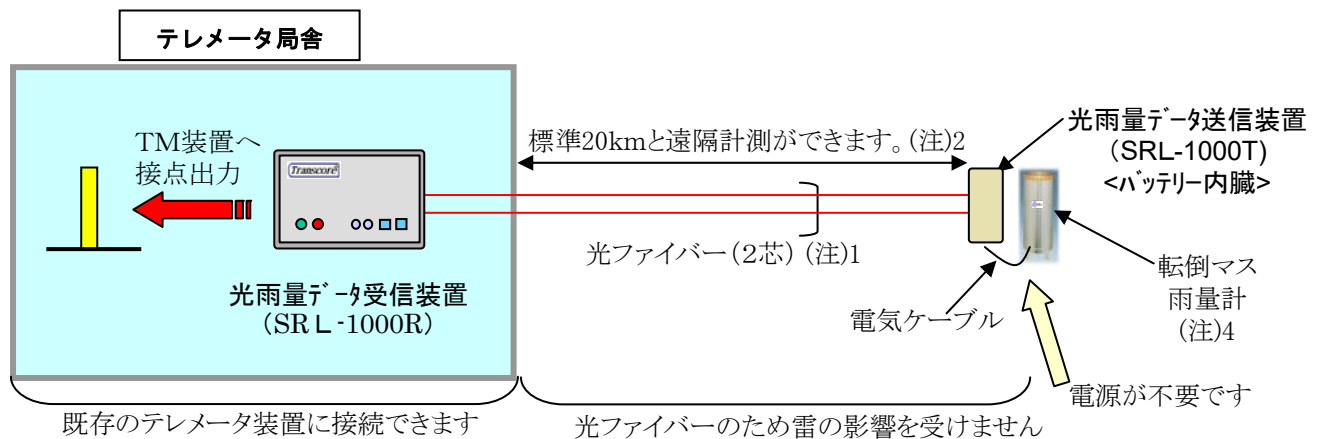 テレメータ局舎
TM装置へ
接点出力
Transcore
光雨量ﾃﾞｰﾀ受信装置
(SRL-1000R)
標準20kmと遠隔計測ができます。(注)2
光ファイバー(2芯) (注)1
光雨量ﾃﾞｰﾀ送信装置
(SRL-1000T)
<ﾊﾞッテリー内臓>
電気ケーブル
転倒マス
雨量計
(注)4
電源が不要です
既存のテレメータ装置に接続できます
光ファイバーのため雷の影響を受けません